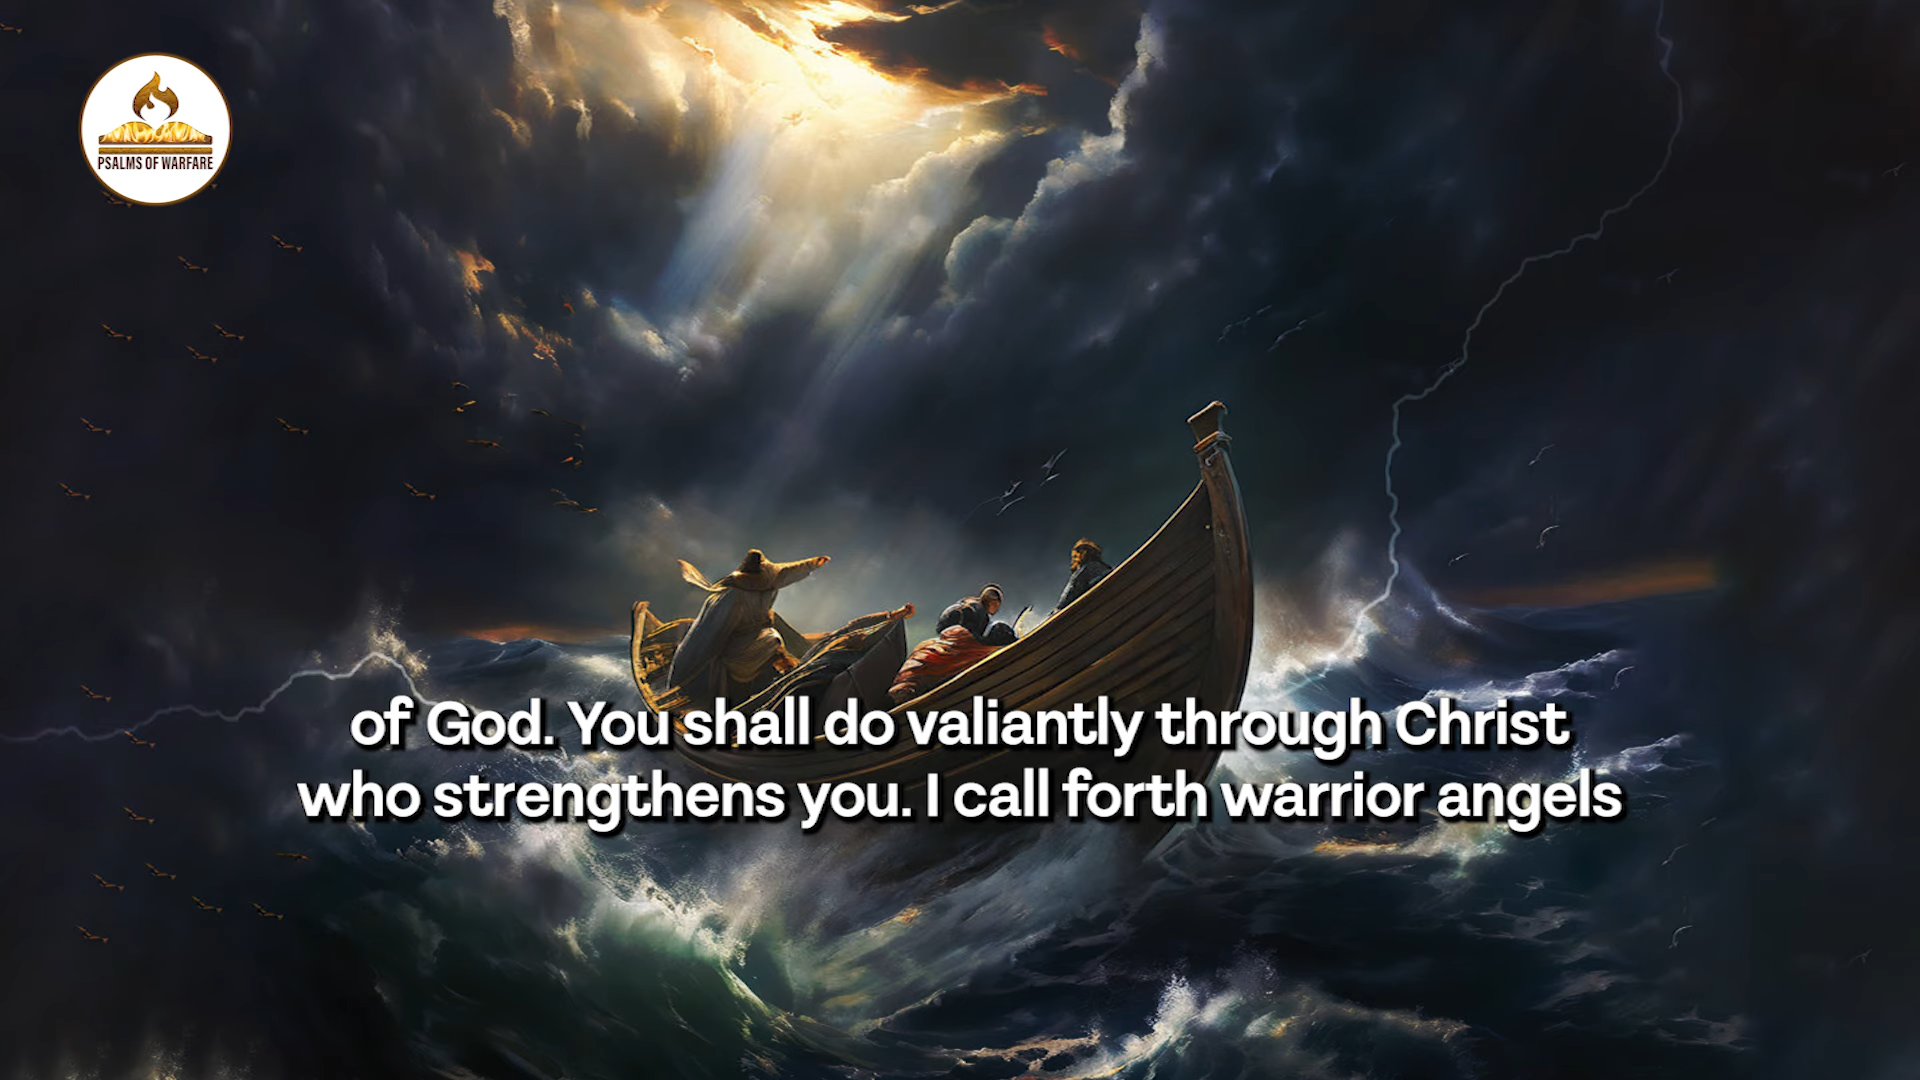 PSALMS OF WARFARE
of God. You shall do valiantly through Christ
who strengthens you. I call forth warrior angels